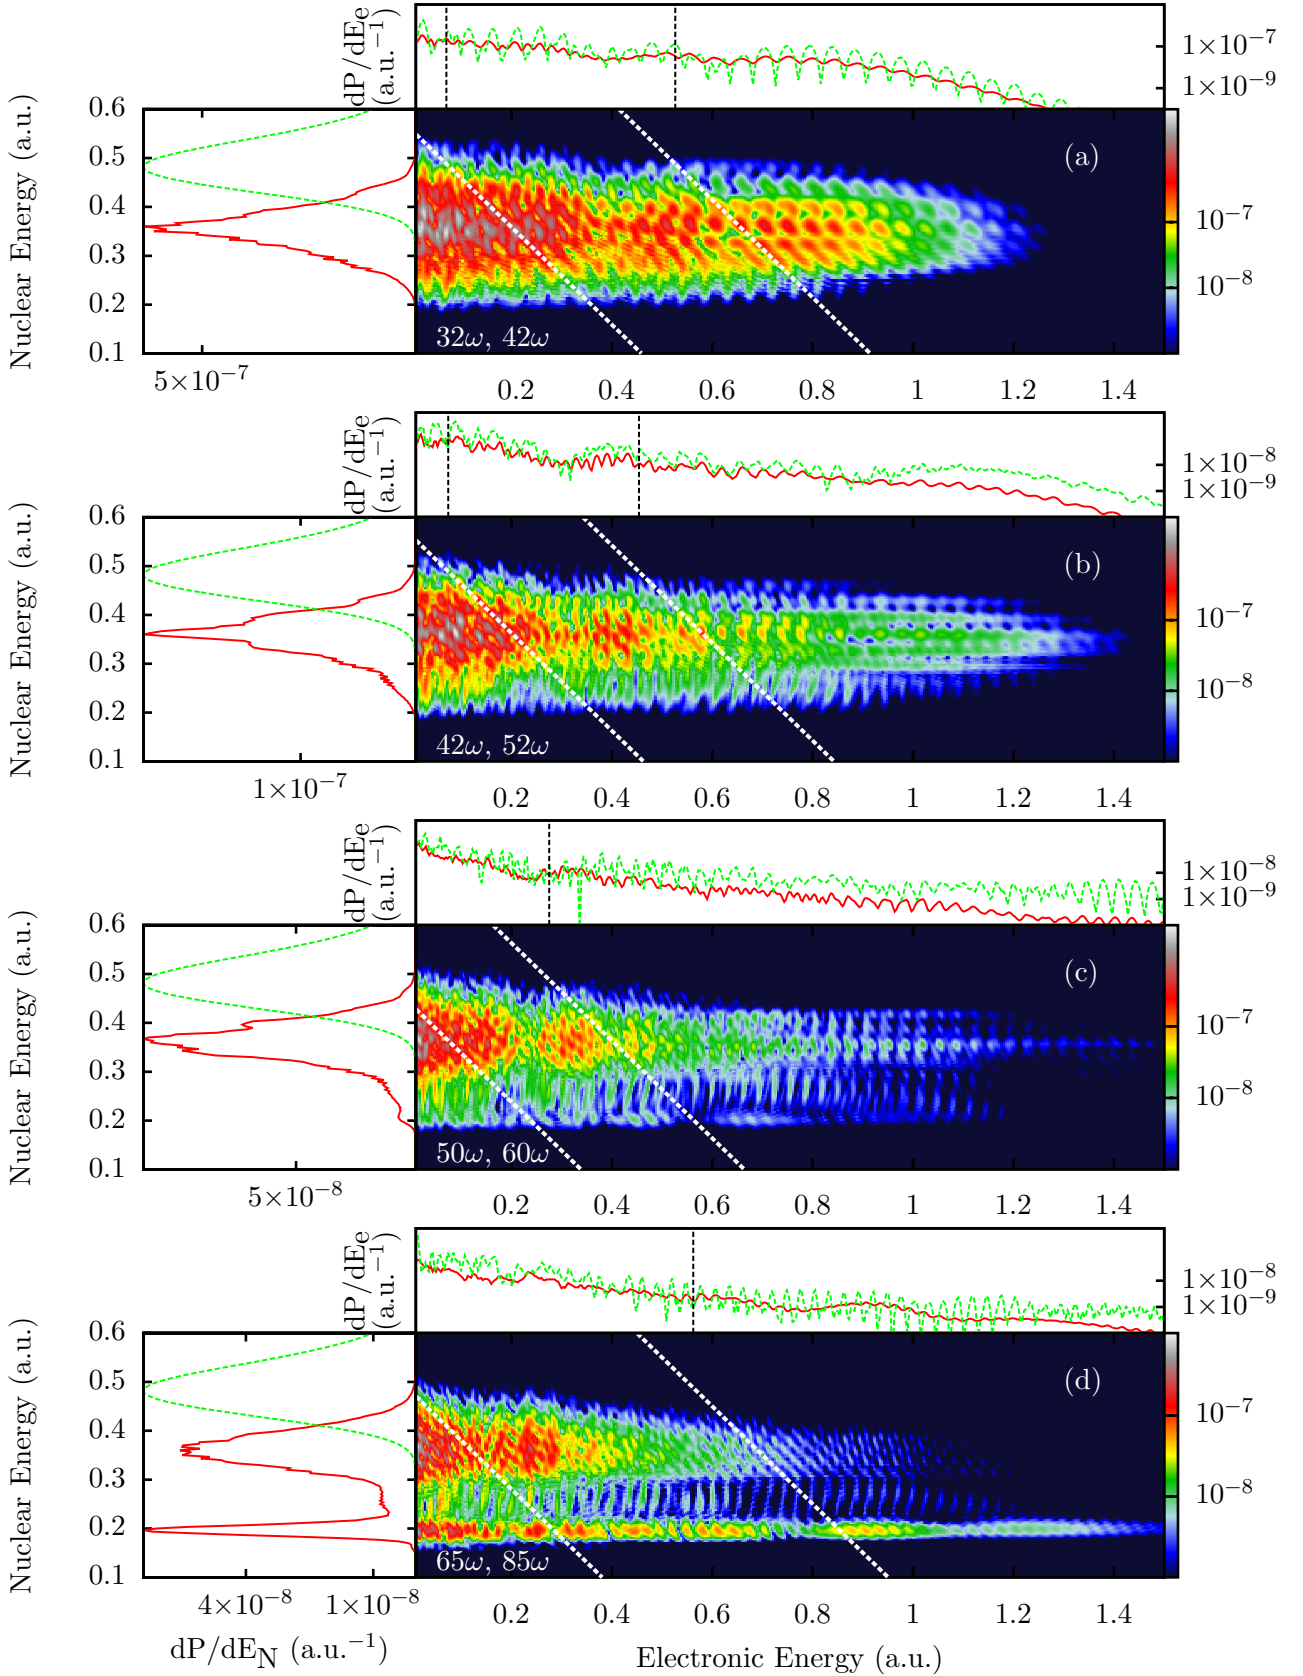 dP/dEe
(a.u.⁻¹)
1×10⁻⁷
1×10⁻⁹
Nuclear Energy (a.u.)
0.6
0.5
0.4
0.3
0.2
0.1
5×10⁻⁷
(a)
32ω, 42ω
10⁻⁷
10⁻⁸
0.2 0.4 0.6 0.8 1 1.2 1.4
dP/dEe
(a.u.⁻¹)
1×10⁻⁸
1×10⁻⁹
Nuclear Energy (a.u.)
0.6
0.5
0.4
0.3
0.2
0.1
1×10⁻⁷
(b)
42ω, 52ω
10⁻⁷
10⁻⁸
0.2 0.4 0.6 0.8 1 1.2 1.4
dP/dEe
(a.u.⁻¹)
1×10⁻⁸
1×10⁻⁹
Nuclear Energy (a.u.)
0.6
0.5
0.4
0.3
0.2
0.1
5×10⁻⁸
(c)
50ω, 60ω
10⁻⁷
10⁻⁸
0.2 0.4 0.6 0.8 1 1.2 1.4
dP/dEe
(a.u.⁻¹)
1×10⁻⁸
1×10⁻⁹
Nuclear Energy (a.u.)
0.6
0.5
0.4
0.3
0.2
0.1
4×10⁻⁸ 1×10⁻⁸
dP/dEN (a.u.⁻¹)
(d)
65ω, 85ω
10⁻⁷
10⁻⁸
0.2 0.4 0.6 0.8 1 1.2 1.4
Electronic Energy (a.u.)